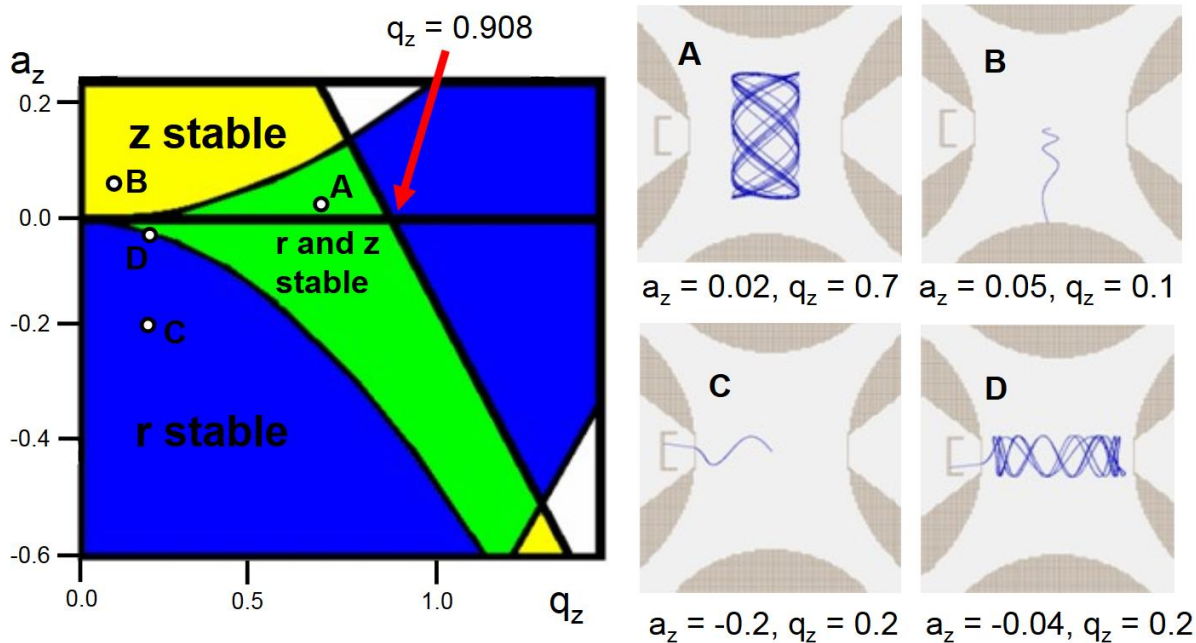 q_z = 0.908
a_z
0.2
0.0
-0.2
-0.4
-0.6
0.0
0.5
1.0
q_z
z stable
B
A
r and z
stable
D
C
r stable
A
a_z = 0.02, q_z = 0.7
B
a_z = 0.05, q_z = 0.1
C
a_z = -0.2, q_z = 0.2
D
a_z = -0.04, q_z = 0.2